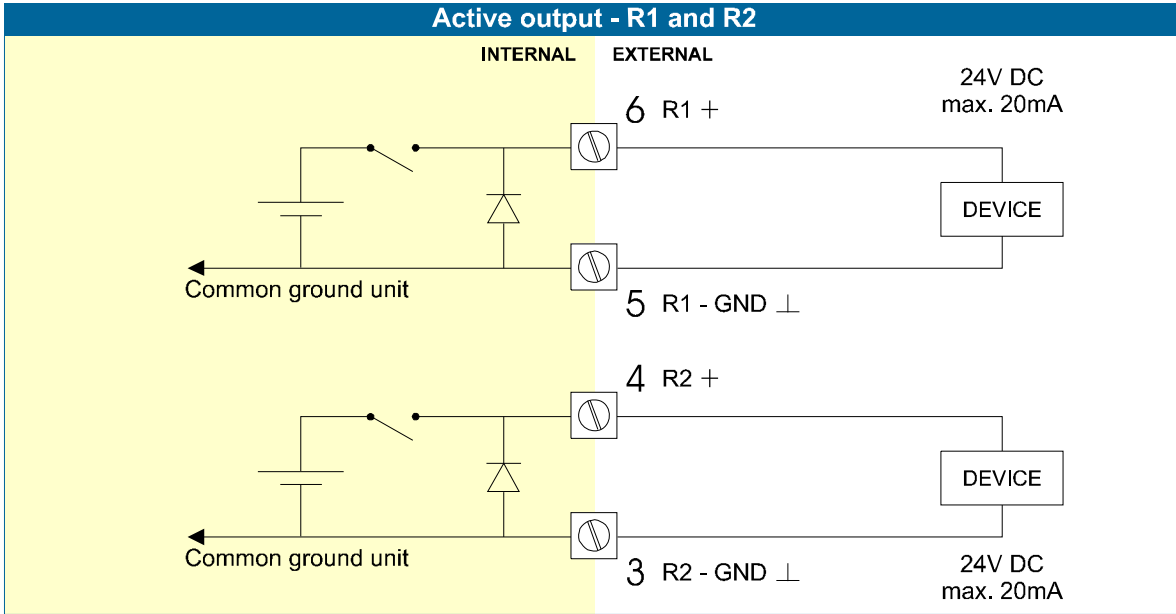 Active output - R1 and R2
INTERNAL
EXTERNAL
24V DC
max. 20mA
6 R1 +
DEVICE
Common ground unit
5 R1 - GND ⊥
4 R2 +
DEVICE
Common ground unit
3 R2 - GND ⊥
24V DC
max. 20mA